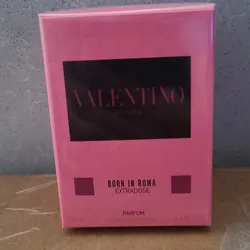 VALENTINO
BORN IN ROMA
EXTRADOSE
PARFUM